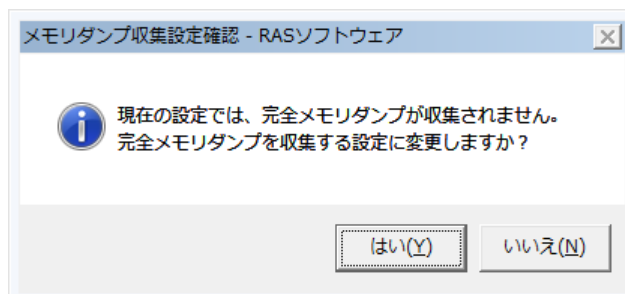 メモリダンプ収集設定確認 - RASソフトウェア
現在の設定では、完全メモリダンプが収集されません。
完全メモリダンプを収集する設定に変更しますか？
はい(Y)
いいえ(N)